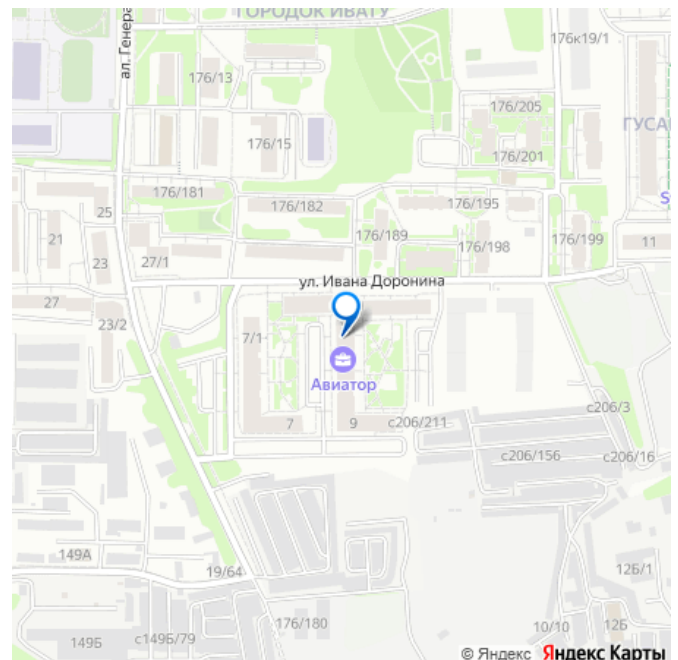 ГОРОДОК ИВАТУ
ал. Генера
176/13
176к19/1
176/205
ГУСА
176/15
176/201
S
176/181
176/182
176/195
25
21
176/189
176/198
176/199
11
23
27/1
27
ул. Ивана Доронина
23/2
7/1
Авиатор
7
9
с206/211
с206/3
с206/156
с206/16
149А
19/64
12Б/1
176/180
10/10
12Б
149Б
с149Б/79
© Яндекс Яндекс Карты